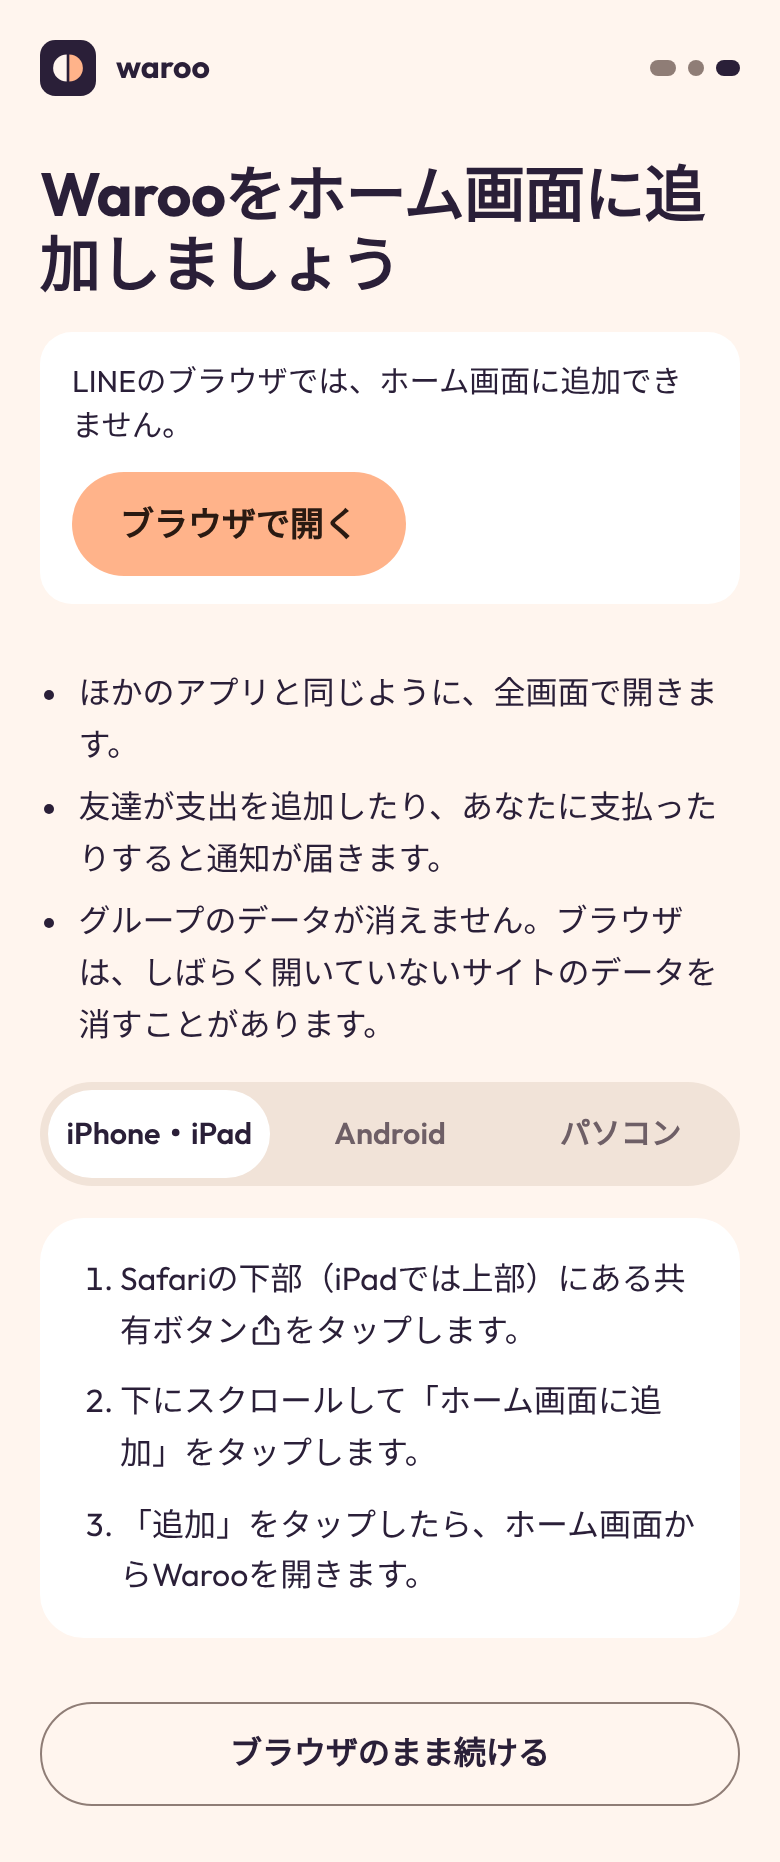 waroo
Warooをホーム画面に追
加しましょう
LINEのブラウザでは、ホーム画面に追加でき
ません。
ブラウザで開く
• ほかのアプリと同じように、全画面で開きま
す。
• 友達が支出を追加したり、あなたに支払った
りすると通知が届きます。
• グループのデータが消えません。ブラウザ
は、しばらく開いていないサイトのデータを
消すことがあります。
iPhone・iPad Android パソコン
1. Safariの下部（iPadでは上部）にある共
有ボタンをタップします。
2. 下にスクロールして「ホーム画面に追
加」をタップします。
3. 「追加」をタップしたら、ホーム画面か
らWarooを開きます。
ブラウザのまま続ける